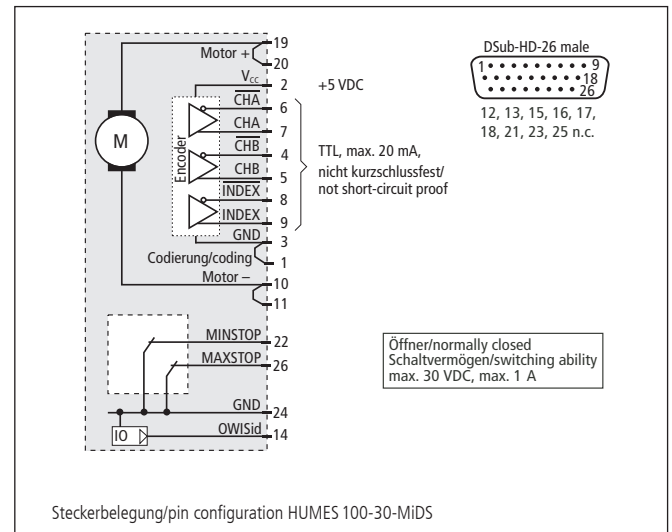 Motor +
19
20
V_CC
2
+5 VDC
C̅H̅A̅
6
CHA
7
C̅H̅B̅
4
CHB
5
I̅N̅D̅E̅X̅
8
INDEX
9
GND
3
Codierung/coding
1
Motor –
10
11
M
Encoder
TTL, max. 20 mA,
nicht kurzschlussfest/
not short-circuit proof
DSub-HD-26 male
1
9
18
26
12, 13, 15, 16, 17,
18, 21, 23, 25 n.c.
MINSTOP
22
MAXSTOP
26
GND
24
IO
OWISid
14
Öffner/normally closed
Schaltvermögen/switching ability
max. 30 VDC, max. 1 A
Steckerbelegung/pin configuration HUMES 100-30-MiDS